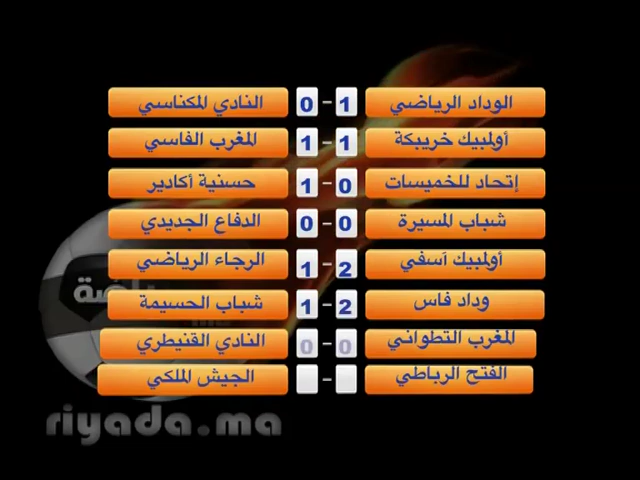 الوداد الرياضي 1 - 0 النادي المكناسي
أولمبيك خريبكة 1 - 1 المغرب الفاسي
إتحاد للخميسات 0 - 1 حسنية أكادير
شباب المسيرة 0 - 0 الدفاع الجديدي
أولمبيك آسفي 2 - 1 الرجاء الرياضي
وداد فاس 2 - 1 شباب الحسيمة
المغرب التطواني 0 - 0 النادي القنيطري
الفتح الرباطي - الجيش الملكي
رياضة
riyada.ma